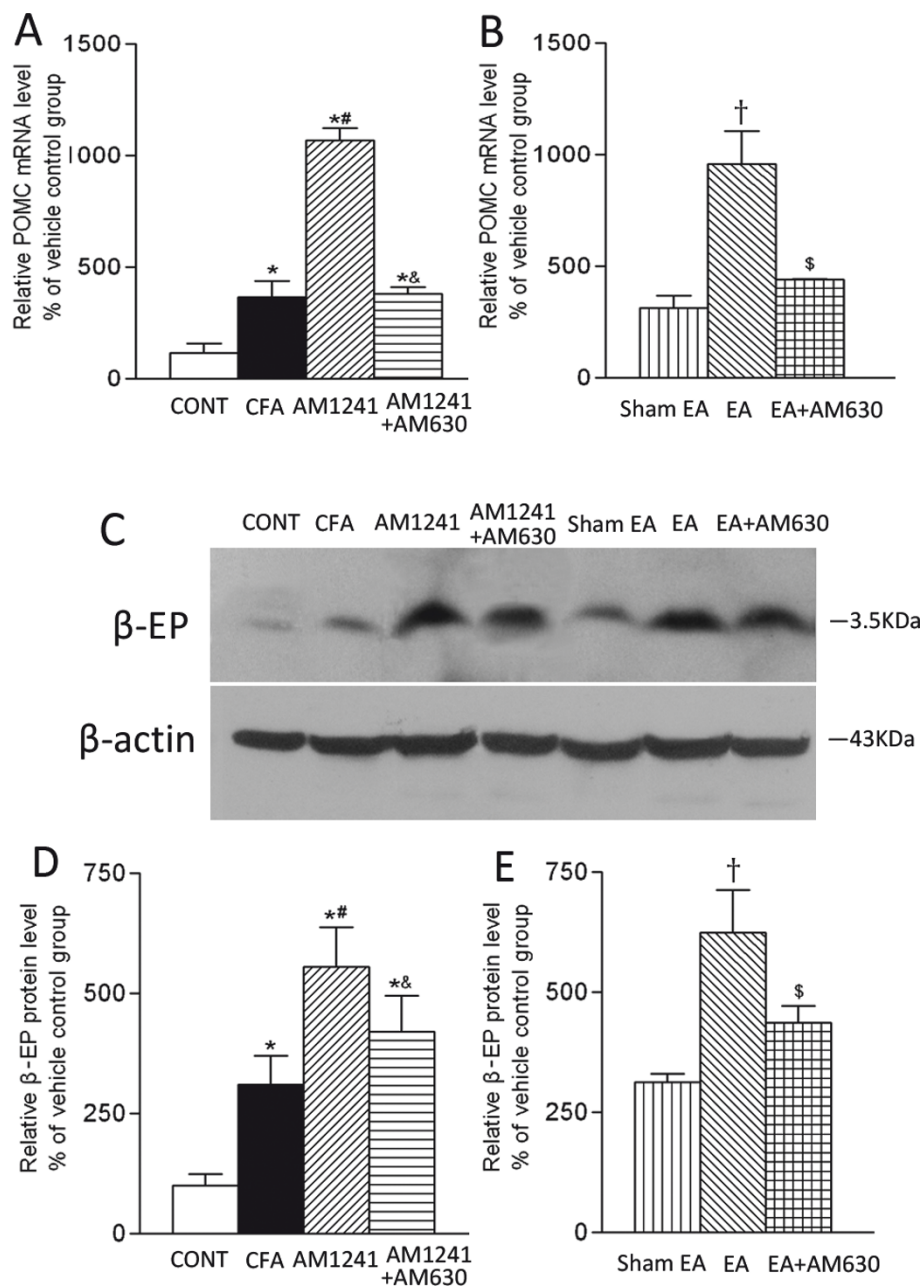 A
Relative POMC mRNA level
% of vehicle control group
1500
1000
500
0
*
*#
*&
CONT
CFA
AM1241
AM1241
+AM630
B
Relative POMC mRNA level
% of vehicle control group
1500
1000
500
0
†
$
Sham EA
EA
EA+AM630
C
CONT
CFA
AM1241
AM1241
+AM630
Sham EA
EA
EA+AM630
β-EP
—3.5KDa
β-actin
—43KDa
D
Relative β-EP protein level
% of vehicle control group
750
500
250
0
*
*#
*&
CONT
CFA
AM1241
AM1241
+AM630
E
Relative β-EP protein level
% of vehicle control group
750
500
250
0
†
$
Sham EA
EA
EA+AM630